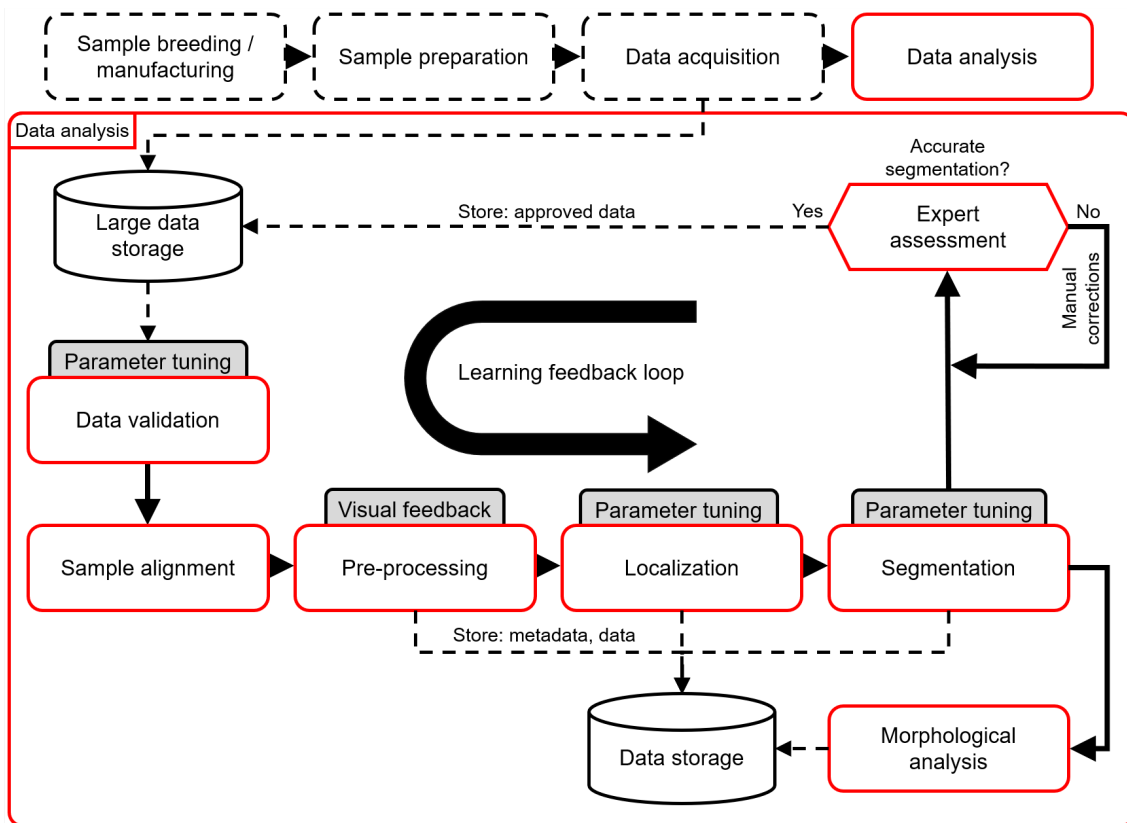 Sample breeding /
manufacturing
Sample preparation
Data acquisition
Data analysis
Data analysis
Accurate
segmentation?
Large data
storage
Store: approved data
Yes
Expert
assessment
No
Manual
corrections
Parameter tuning
Data validation
Learning feedback loop
Visual feedback
Parameter tuning
Parameter tuning
Sample alignment
Pre-processing
Localization
Segmentation
Store: metadata, data
Data storage
Morphological
analysis